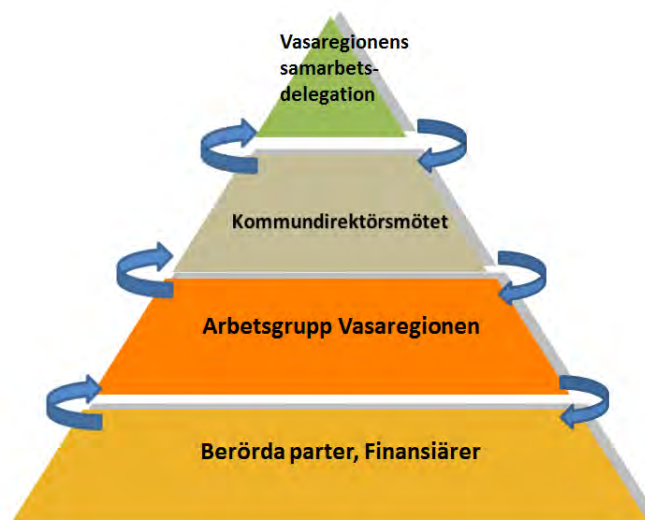 Vasaregionens
samarbets-
delegation
Kommundirektörsmötet
Arbetsgrupp Vasaregionen
Berörda parter, Finansiärer